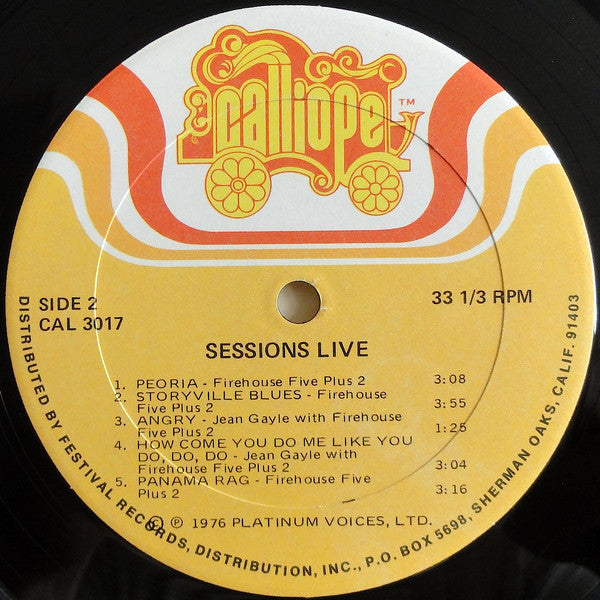 Calliope™
SIDE 2
CAL 3017
33 1/3 RPM
SESSIONS LIVE
1. PEORIA - Firehouse Five Plus 2 3:08
2. STORYVILLE BLUES - Firehouse
Five Plus 2 3:55
3. ANGRY - Jean Gayle with Firehouse
Five Plus 2 1:25
4. HOW COME YOU DO ME LIKE YOU
DO, DO, DO - Jean Gayle with
Firehouse Five Plus 2 3:04
5. PANAMA RAG - Firehouse Five
Plus 2 3:16
© ℗ 1976 PLATINUM VOICES, LTD.
DISTRIBUTED BY FESTIVAL RECORDS, DISTRIBUTION, INC., P.O. BOX 5698, SHERMAN OAKS, CALIF. 91403